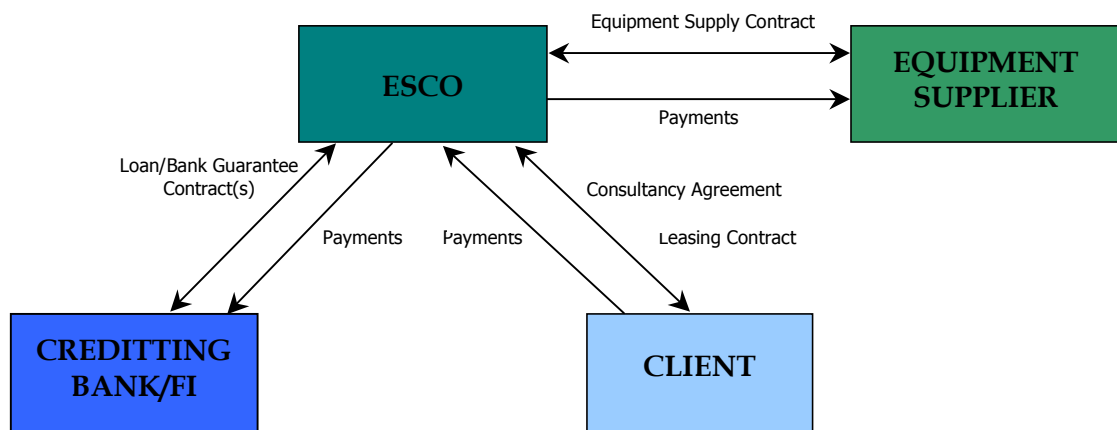 Equipment Supply Contract
ESCO
EQUIPMENT
SUPPLIER
Payments
Loan/Bank Guarantee
Contract(s)
Consultancy Agreement
Payments
Payments
Leasing Contract
CREDITTING
BANK/FI
CLIENT